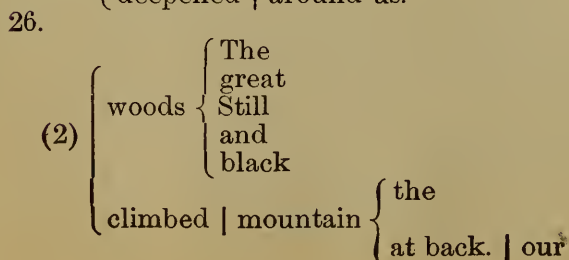 deepened | around us.
26.
The
great
woods Still
(2) and
black
the
climbed | mountain
at back. | our